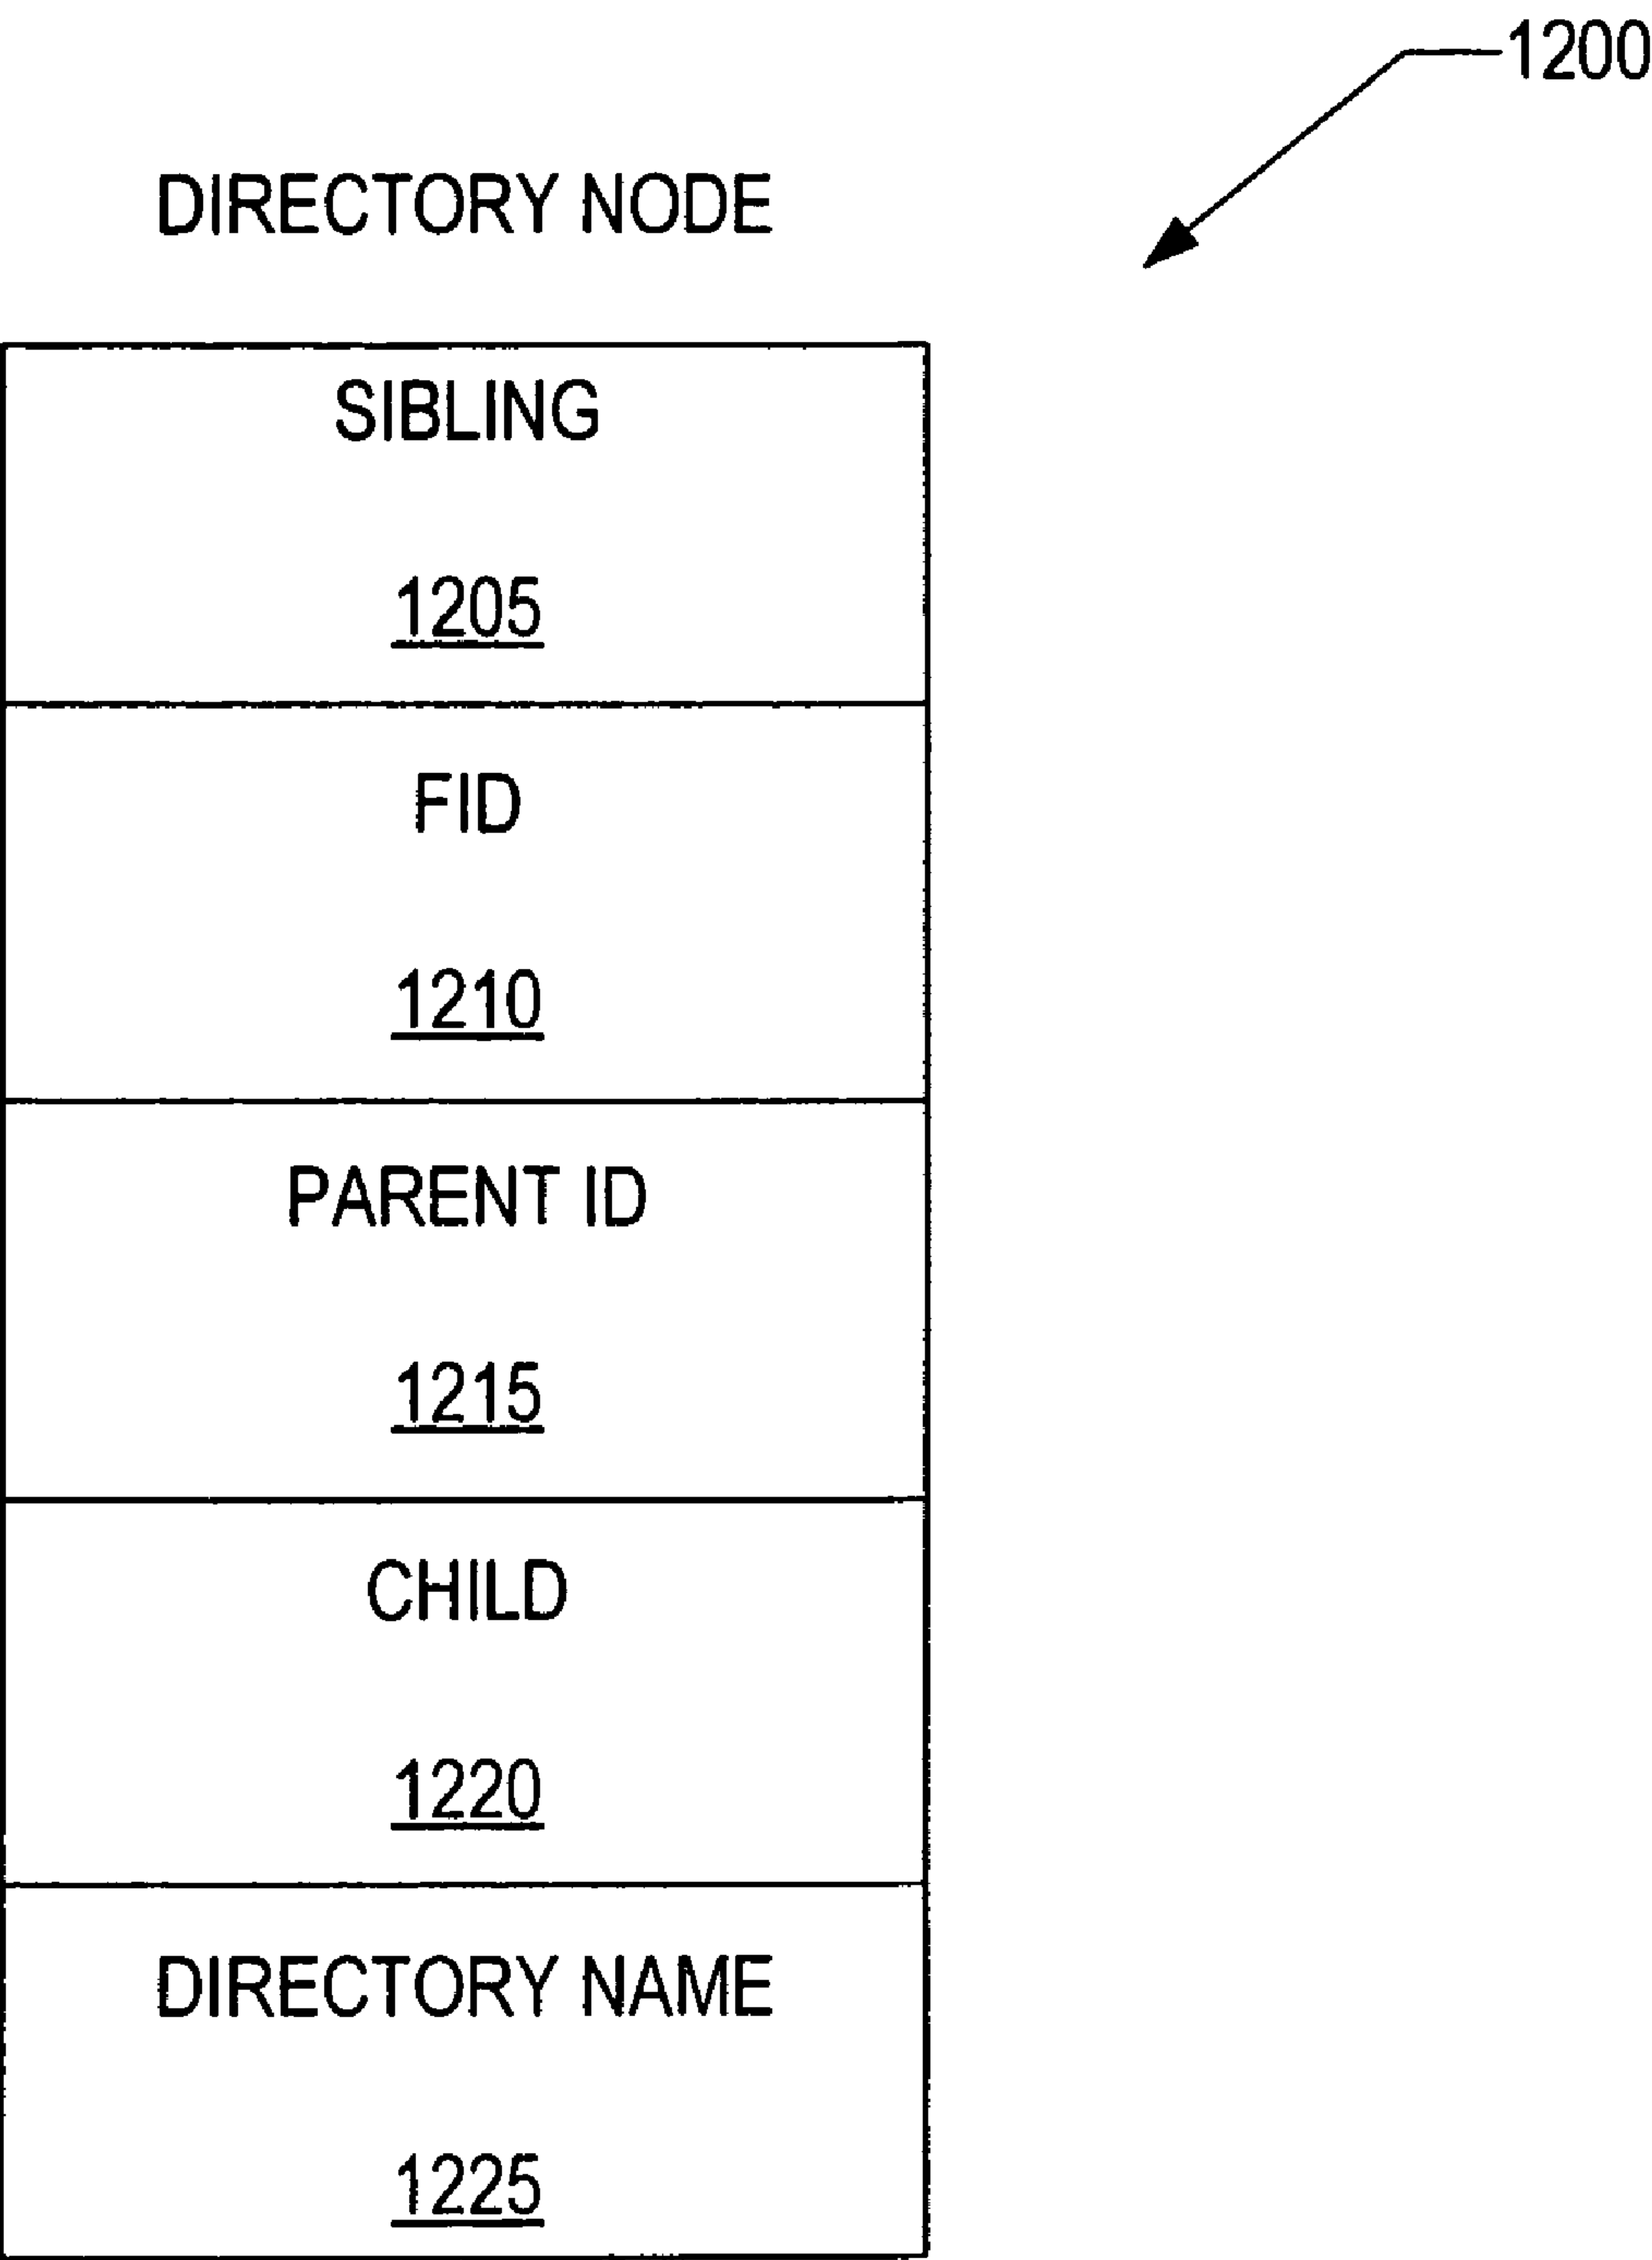 1200
DIRECTORY NODE
SIBLING
1205
FID
1210
PARENT ID
1215
CHILD
1220
DIRECTORY NAME
1225